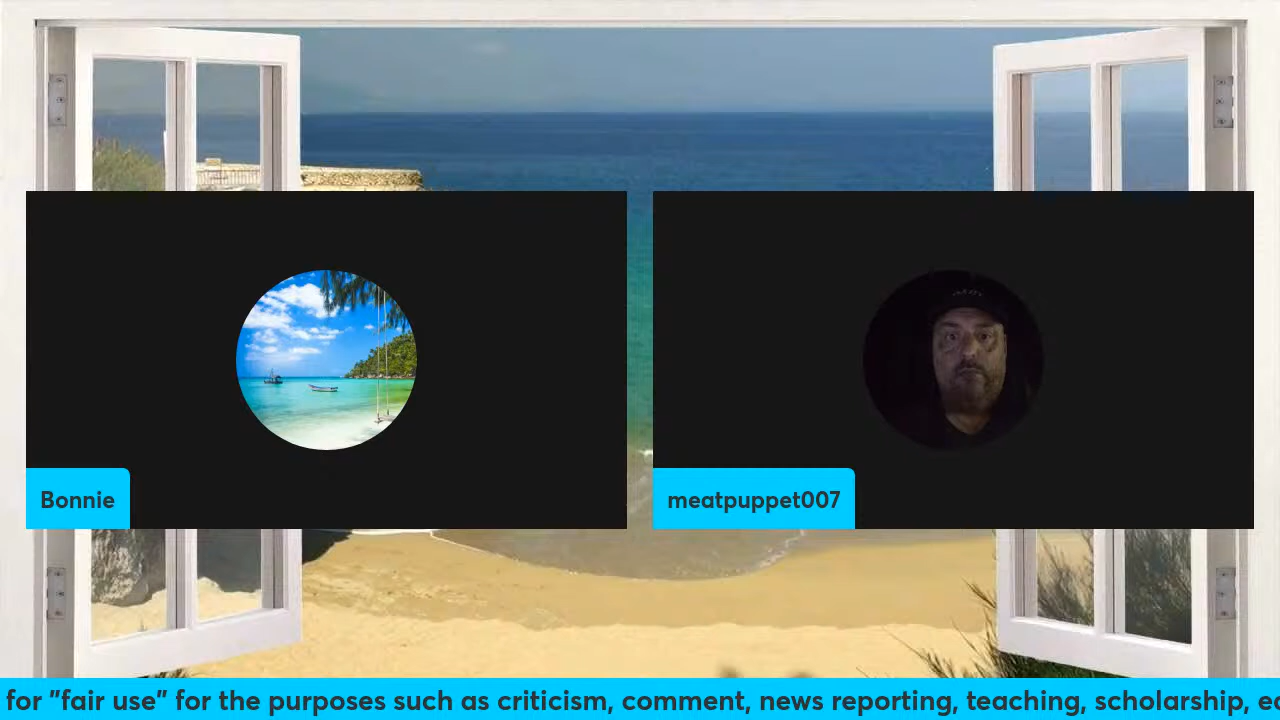 Bonnie
meatpuppet007
for "fair use" for the purposes such as criticism, comment, news reporting, teaching, scholarship,